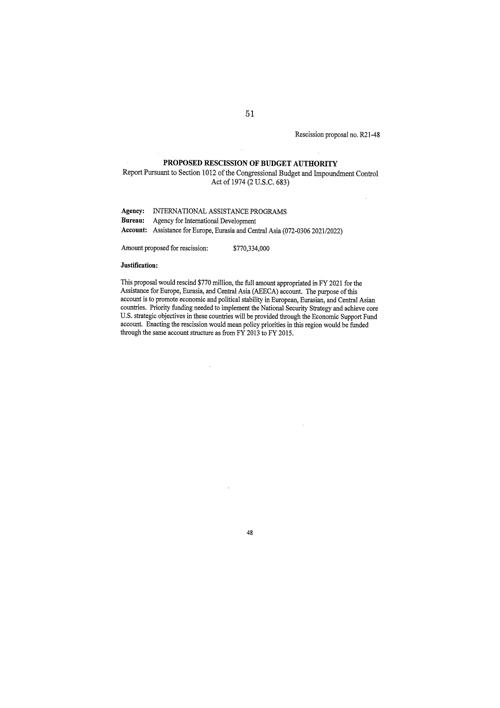 51
Rescission proposal no. R21-48
PROPOSED RESCISSION OF BUDGET AUTHORITY
Report Pursuant to Section 1012 of the Congressional Budget and Impoundment Control
Act of 1974 (2 U.S.C. 683)
Agency: INTERNATIONAL ASSISTANCE PROGRAMS
Bureau: Agency for International Development
Account: Assistance for Europe, Eurasia and Central Asia (072-0306 2021/2022)
Amount proposed for rescission: $770,334,000
Justification:
This proposal would rescind $770 million, the full amount appropriated in FY 2021 for the
Assistance for Europe, Eurasia, and Central Asia (AEECA) account. The purpose of this
account is to promote economic and political stability in European, Eurasian, and Central Asian
countries. Priority funding needed to implement the National Security Strategy and achieve core
U.S. strategic objectives in these countries will be provided through the Economic Support Fund
account. Enacting the rescission would mean policy priorities in this region would be funded
through the same account structure as from FY 2013 to FY 2015.
48